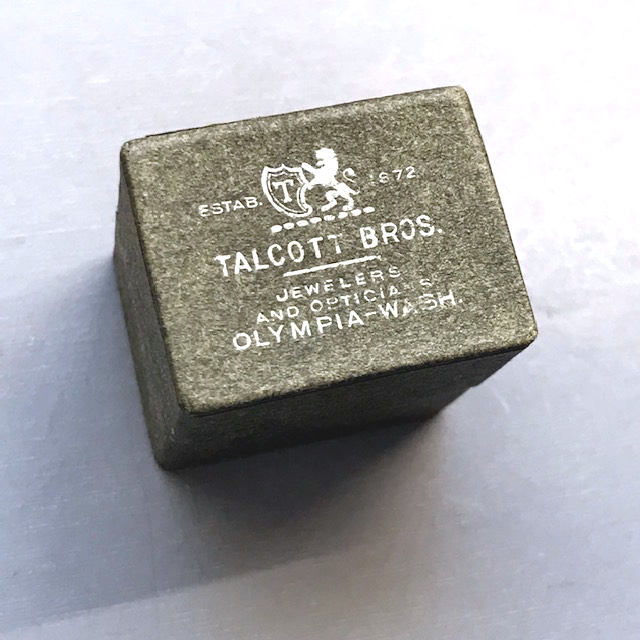 ESTAB. T 1872
TALCOTT BROS.
JEWELERS
AND OPTICIANS
OLYMPIA-WASH.